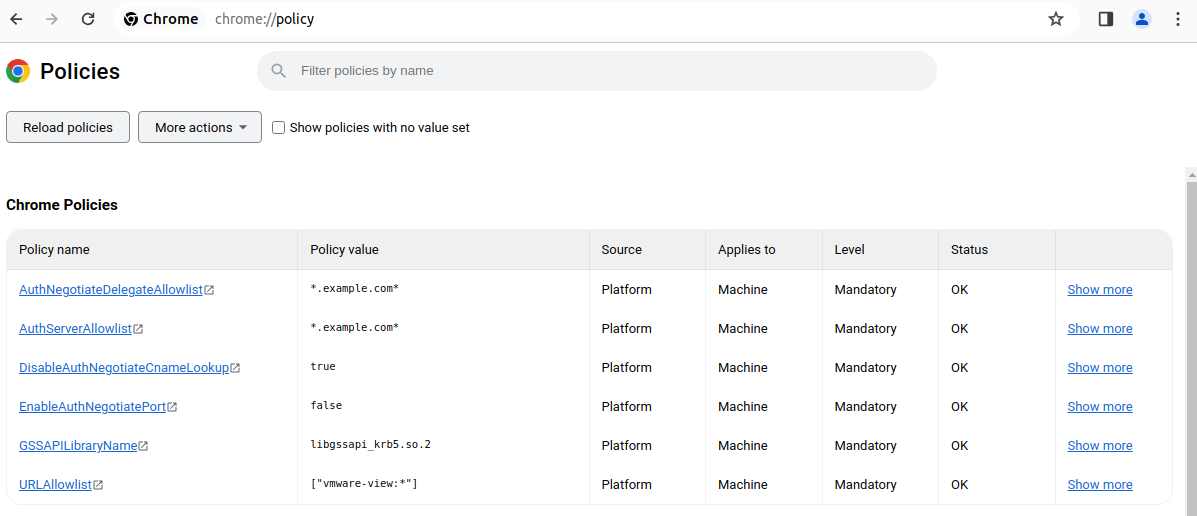 Chrome chrome://policy
Policies Filter policies by name
Reload policies More actions Show policies with no value set
Chrome Policies
Policy name Policy value Source Applies to Level Status
AuthNegotiateDelegateAllowlist *.example.com* Platform Machine Mandatory OK Show more
AuthServerAllowlist *.example.com* Platform Machine Mandatory OK Show more
DisableAuthNegotiateCnameLookup true Platform Machine Mandatory OK Show more
EnableAuthNegotiatePort false Platform Machine Mandatory OK Show more
GSSAPILibraryName libgssapi_krb5.so.2 Platform Machine Mandatory OK Show more
URLAllowlist ["vmware-view:*"] Platform Machine Mandatory OK Show more